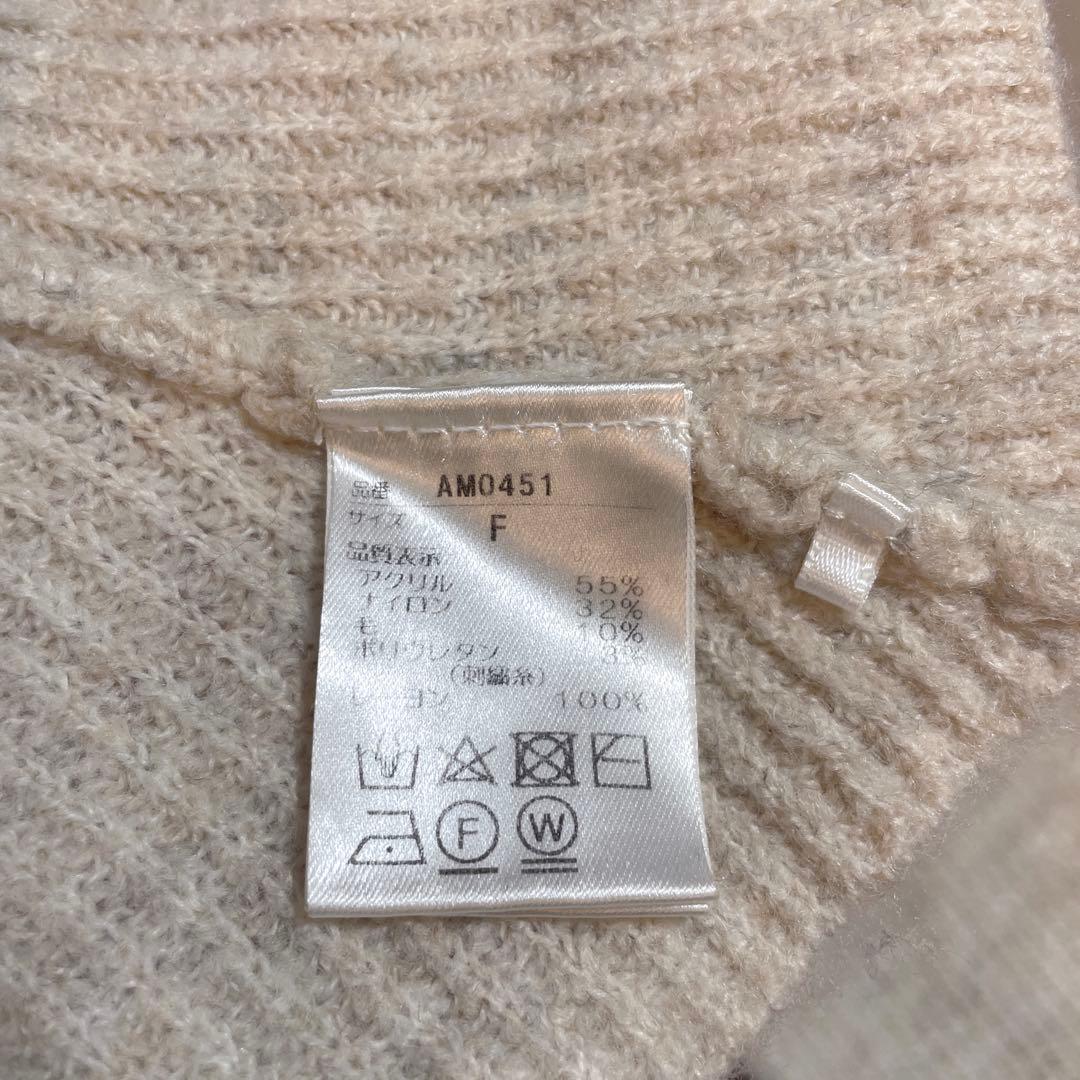 品番 AM0451
サイズ F
品質表示
アクリル 55%
ナイロン 32%
毛 10%
ポリウレタン 3%
(刺繍糸)
レーヨン 100%
F W